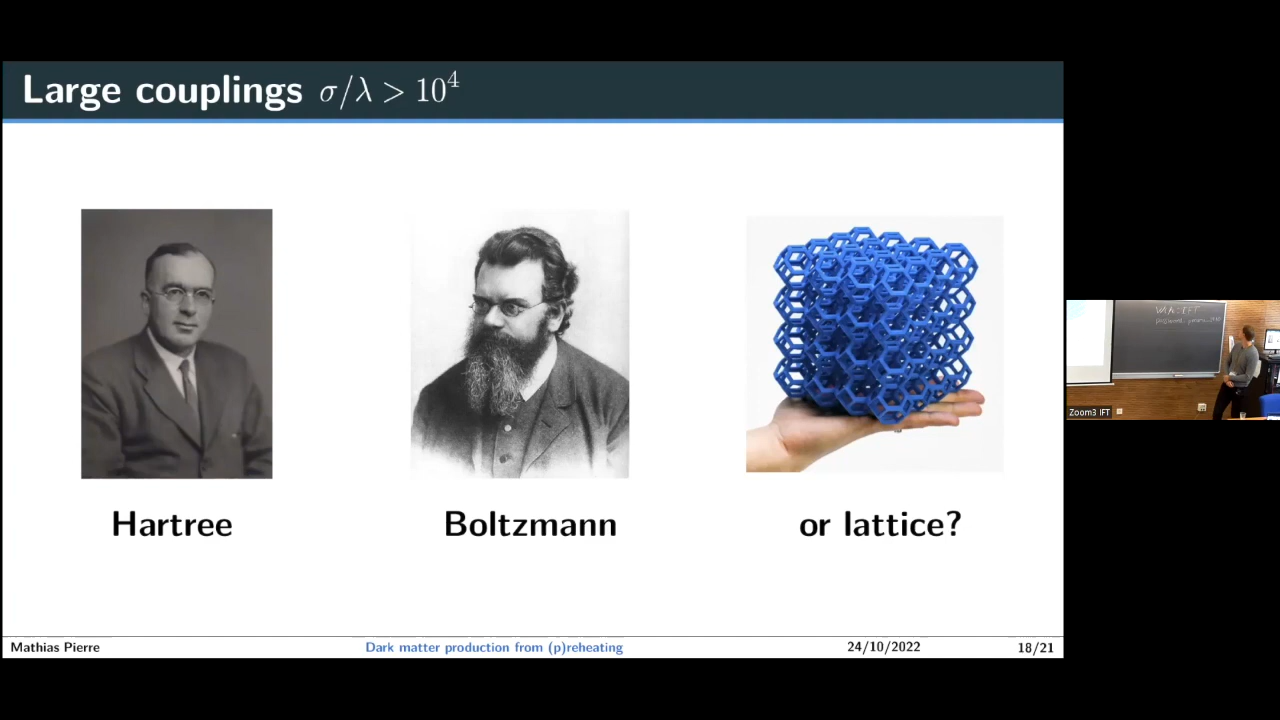 Large couplings σ/λ > 10⁴
Hartree
Boltzmann
or lattice?
Mathias Pierre
Dark matter production from (p)reheating
24/10/2022
18/21
Zoom3 IFT